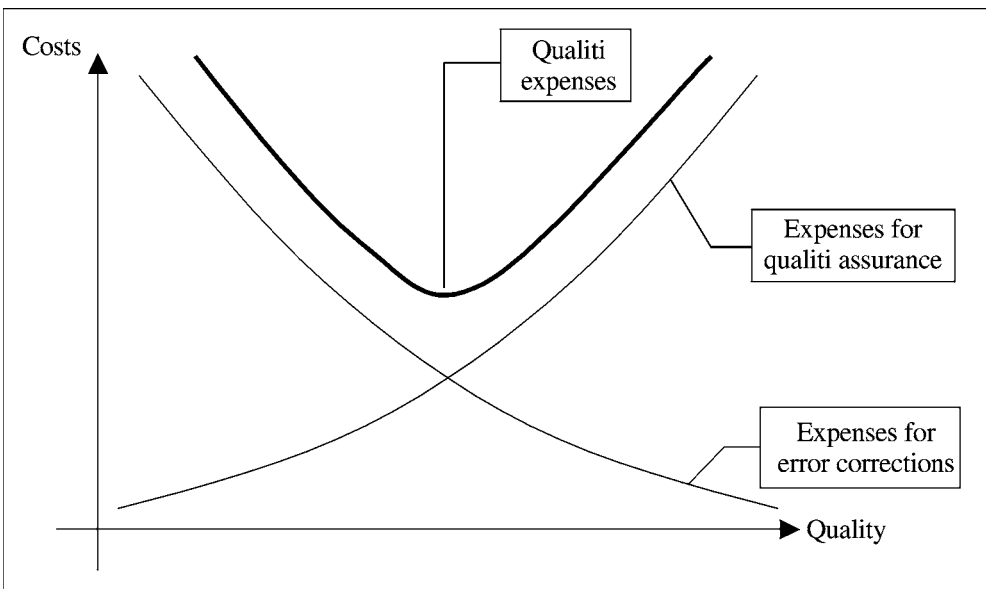 Costs
Qualiti
expenses
Expenses for
qualiti assurance
Expenses for
error corrections
Quality